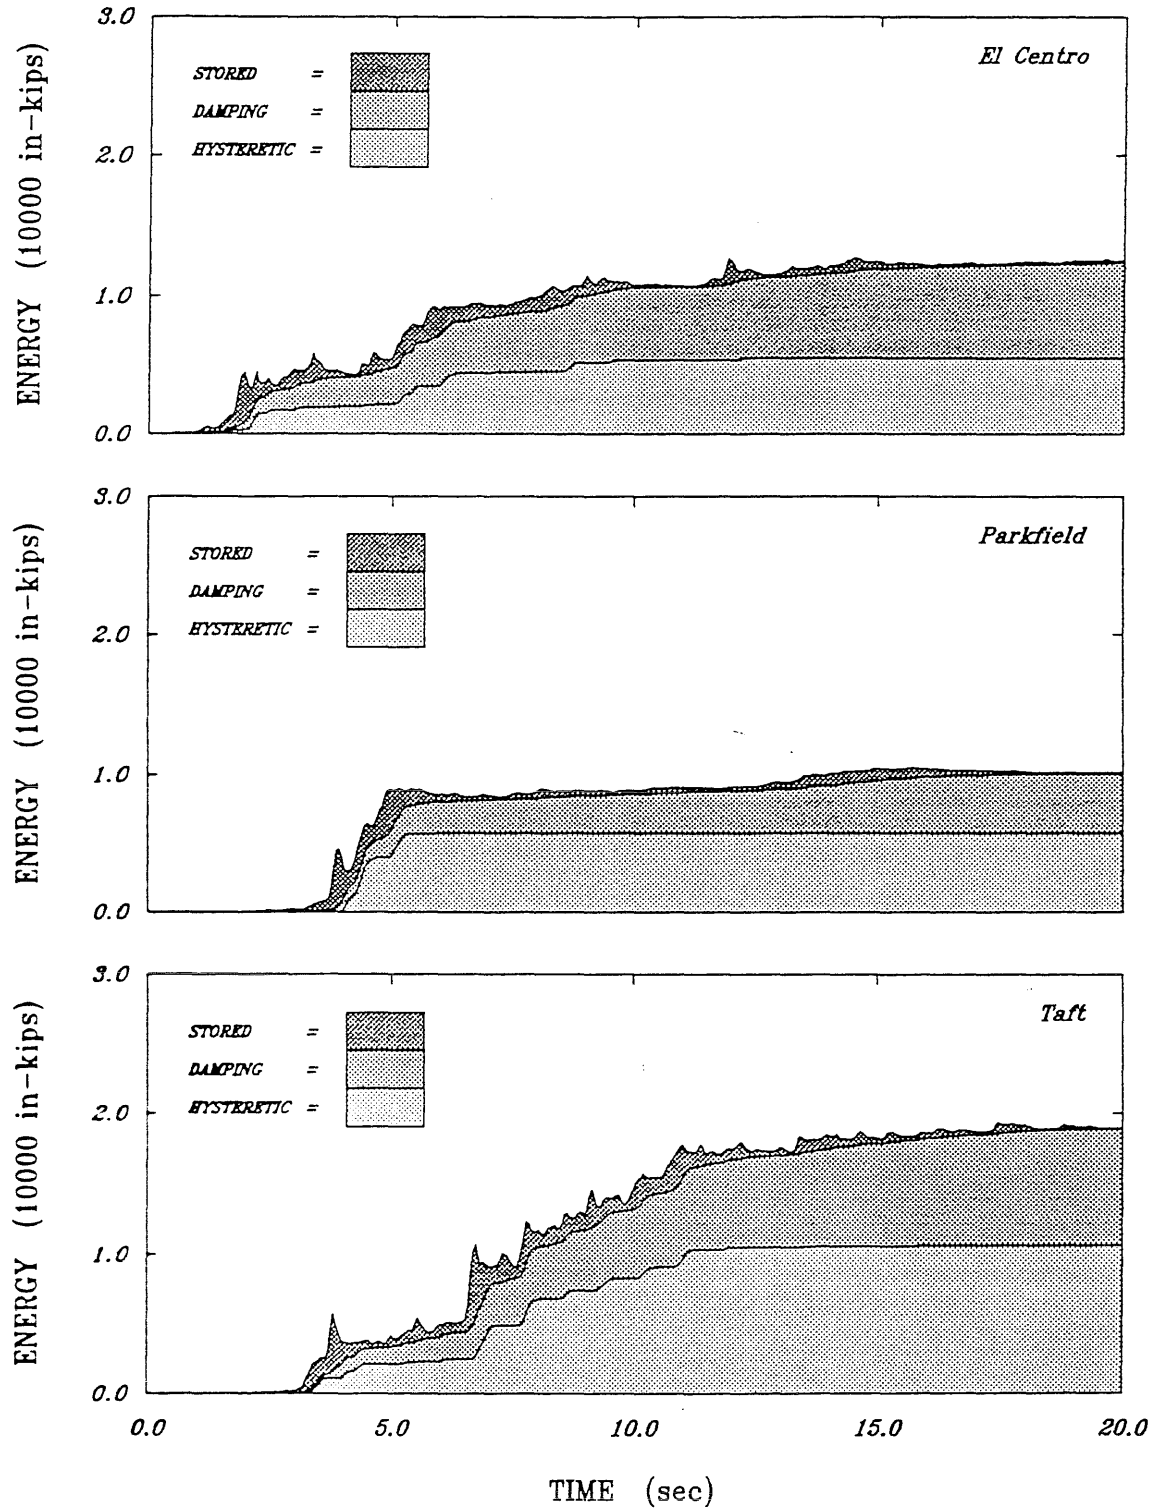 3.0
El Centro
STORED =
DAMPING =
HYSTERETIC =
2.0
1.0
0.0
ENERGY (10000 in-kips)
3.0
Parkfield
STORED =
DAMPING =
HYSTERETIC =
2.0
1.0
0.0
ENERGY (10000 in-kips)
3.0
Taft
STORED =
DAMPING =
HYSTERETIC =
2.0
1.0
0.0
ENERGY (10000 in-kips)
0.0 5.0 10.0 15.0 20.0
TIME (sec)